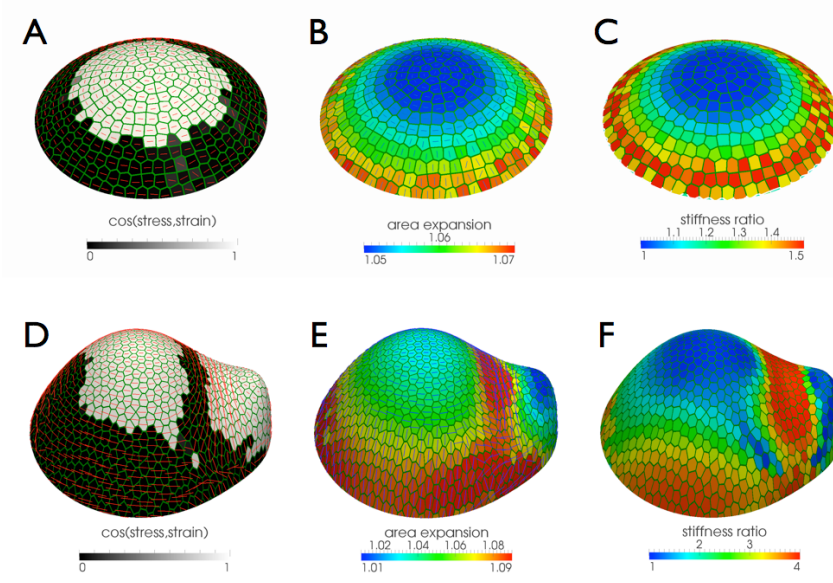 A B C
cos(stress,strain)
0 1
area expansion
1.06
1.05 1.07
stiffness ratio
1.1 1.2 1.3 1.4
1 1.5
D E F
cos(stress,strain)
0 1
area expansion
1.02 1.04 1.06 1.08
1.01 1.09
stiffness ratio
2 3
1 4